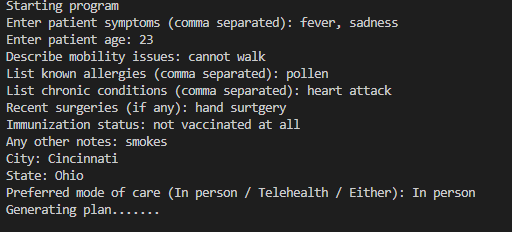 Starting program
Enter patient symptoms (comma separated): fever, sadness
Enter patient age: 23
Describe mobility issues: cannot walk
List known allergies (comma separated): pollen
List chronic conditions (comma separated): heart attack
Recent surgeries (if any): hand surtgery
Immunization status: not vaccinated at all
Any other notes: smokes
City: Cincinnati
State: Ohio
Preferred mode of care (In person / Telehealth / Either): In person
Generating plan.......